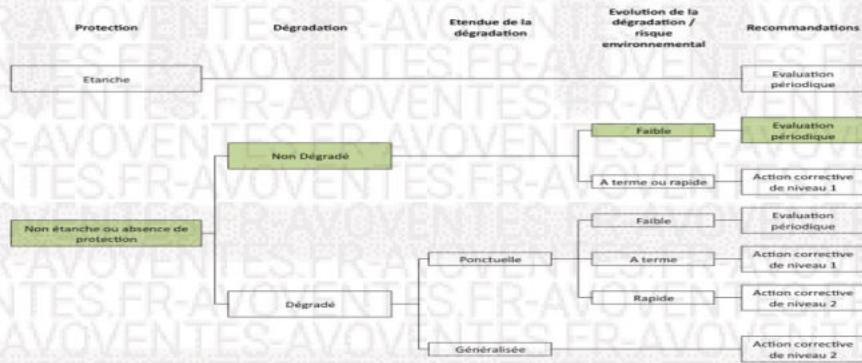 Protection
Dégradation
Etendue de la
dégradation
Evolution de la
dégradation /
risque
environnemental
Recommandations
Etanche
Evaluation
périodique
Non étanche ou absence de
protection
Non Dégradé
Faible
Evaluation
périodique
A terme ou rapide
Action corrective
de niveau 1
Dégradé
Ponctuelle
Faible
Evaluation
périodique
A terme
Action corrective
de niveau 1
Rapide
Action corrective
de niveau 2
Généralisée
Action corrective
de niveau 2